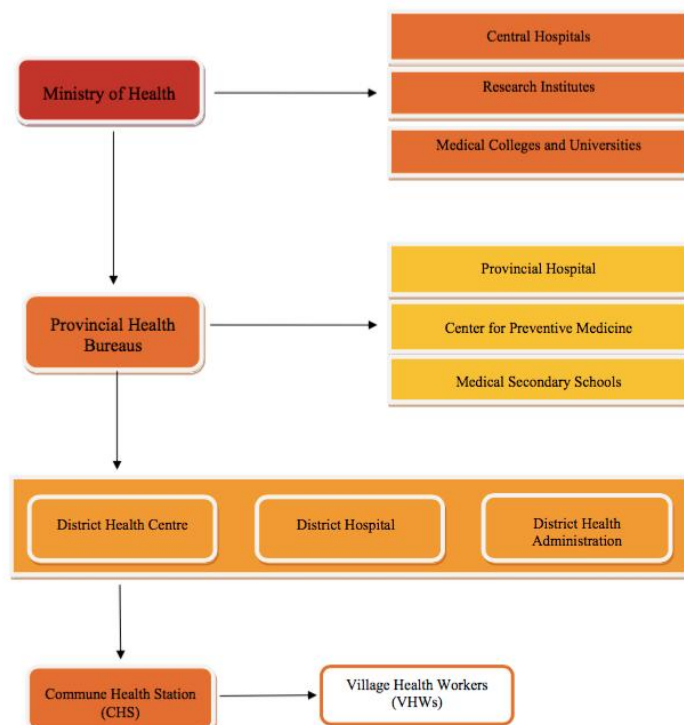 Central Hospitals
Ministry of Health
Research Institutes
Medical Colleges and Universities
Provincial Hospital
Provincial Health
Bureaus
Center for Preventive Medicine
Medical Secondary Schools
District Health Centre
District Hospital
District Health
Administration
Commune Health Station
(CHS)
Village Health Workers
(VHWs)